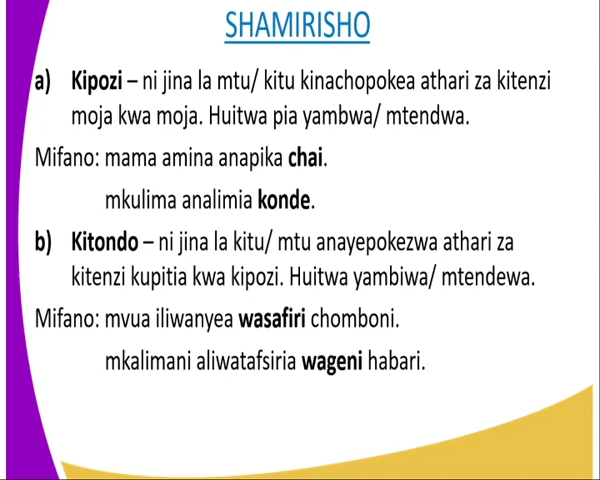 SHAMIRISHO
a) Kipozi – ni jina la mtu/ kitu kinachopokea athari za kitenzi
moja kwa moja. Huitwa pia yambwa/ mtendwa.
Mifano: mama amina anapika chai.
mkulima analimia konde.
b) Kitondo – ni jina la kitu/ mtu anayepokezwa athari za
kitenzi kupitia kwa kipozi. Huitwa yambiwa/ mtendewa.
Mifano: mvua iliwanyea wasafiri chomboni.
mkalimani aliwatafsiria wageni habari.